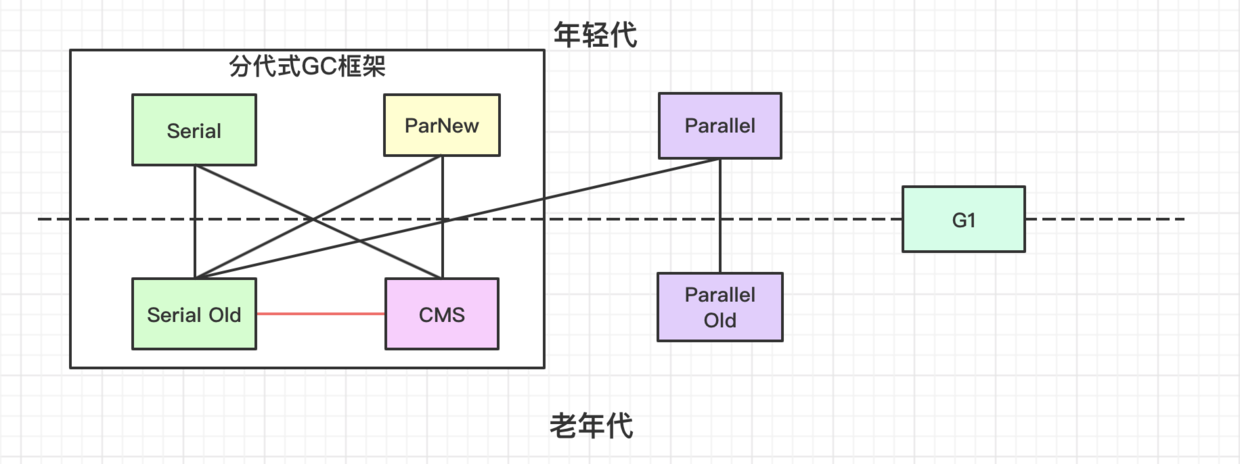 年轻代
分代式GC框架
Serial
ParNew
Parallel
G1
Serial Old
CMS
Parallel
Old
老年代